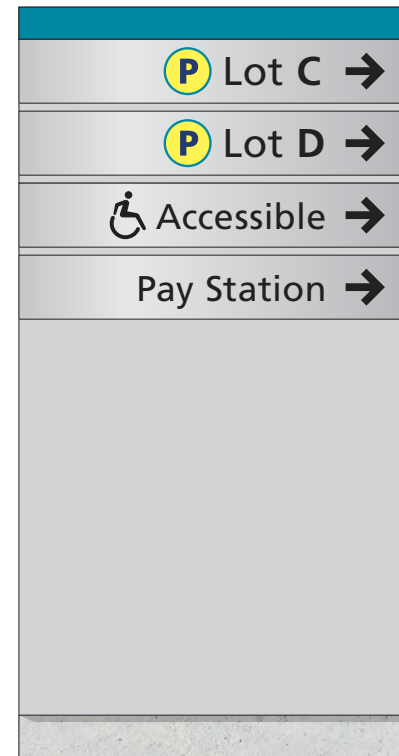 P Lot C →
P Lot D →
Accessible →
Pay Station →